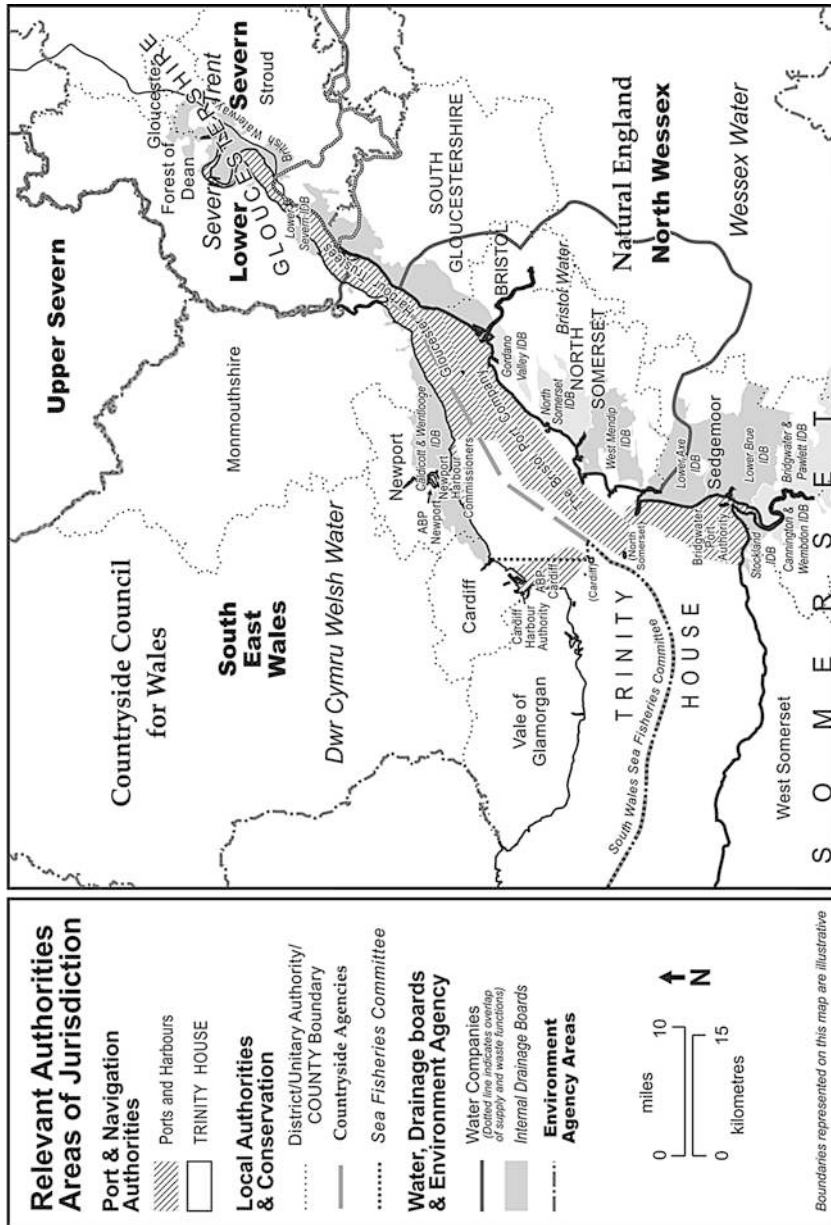 Relevant Authorities
Areas of Jurisdiction
Port & Navigation
Authorities
Ports and Harbours
TRINITY HOUSE
Local Authorities
& Conservation
District/Unitary Authority/
COUNTY Boundary
Countryside Agencies
Sea Fisheries Committee
Water, Drainage boards
& Environment Agency
Water Companies
(Dotted line indicates overlap
of supply and waste functions)
Internal Drainage Boards
Environment
Agency Areas
miles
0
10
0
15
kilometres
N
Boundaries represented on this map are illustrative
Countryside Council
for Wales
Upper Severn
South
East
Wales
Dwr Cymru Welsh Water
Monmouthshire
Forest of
Dean
Gloucester
GLOUCESTERSHIRE
Severn Trent
Lower Severn
Stroud
British Waterways
Lower
Severn IDB
Gloucester Harbour Trustees
SOUTH
GLOUCESTERSHIRE
Newport
Caldicott & Wentlooge
IDB
ABP
Newport
Newport
Harbour
Commissioners
Cardiff
Cardiff
Harbour
Authority
ABP
Cardiff
(Cardiff)
Vale of
Glamorgan
The Bristol Port Company
BRISTOL
Gordano
Valley IDB
Bristol Water
Natural England
North Wessex
Wessex Water
North
Somerset
IDB
NORTH
SOMERSET
West Mendip
IDB
(North
Somerset)
TRINITY
HOUSE
South Wales Sea Fisheries Committee
Bridgwater
Port
Authority
Lower Axe
IDB
Sedgemoor
Lower Brue
IDB
Stockland
IDB
Cannington &
Wembdon IDB
Bridgwater &
Pawlett IDB
West Somerset
SOMERSET